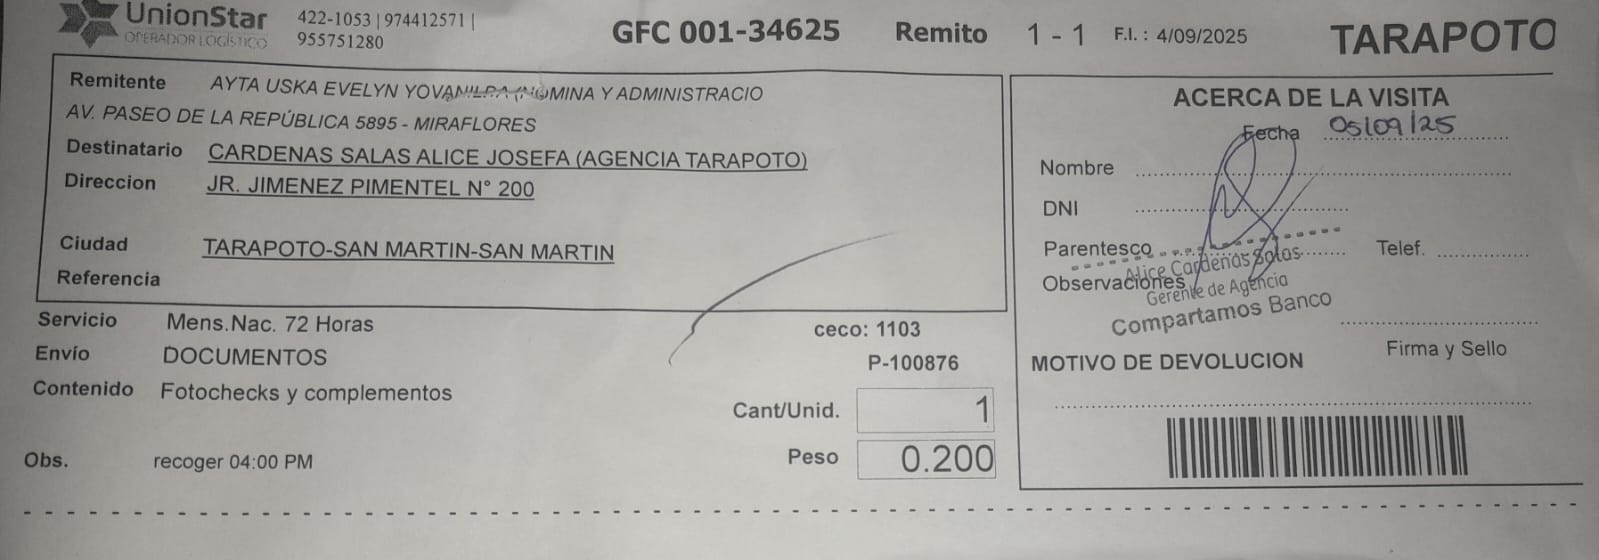 UnionStar
OPERADOR LOGÍSTICO
422-1053 | 974412571 |
955751280
GFC 001-34625
Remito 1 - 1
F.I. : 4/09/2025
TARAPOTO
Remitente AYTA USKA EVELYN MINA Y ADMINISTRACIO
AV. PASEO DE LA REPÚBLICA 5895 - MIRAFLORES
Destinatario CARDENAS SALAS ALICE JOSEFA (AGENCIA TARAPOTO)
Direccion JR. JIMENEZ PIMENTEL N° 200
Ciudad TARAPOTO-SAN MARTIN-SAN MARTIN
Referencia
Servicio Mens.Nac. 72 Horas
ceco: 1103
Envío DOCUMENTOS
P-100876
Contenido Fotochecks y complementos
Cant/Unid. 1
Peso 0.200
Obs. recoger 04:00 PM
ACERCA DE LA VISITA
Fecha 05/09/25
Nombre
DNI
Parentesco
Telef.
Observaciones
Alice Cardenas Salas
Gerente de Agencia
Compartamos Banco
Firma y Sello
MOTIVO DE DEVOLUCION